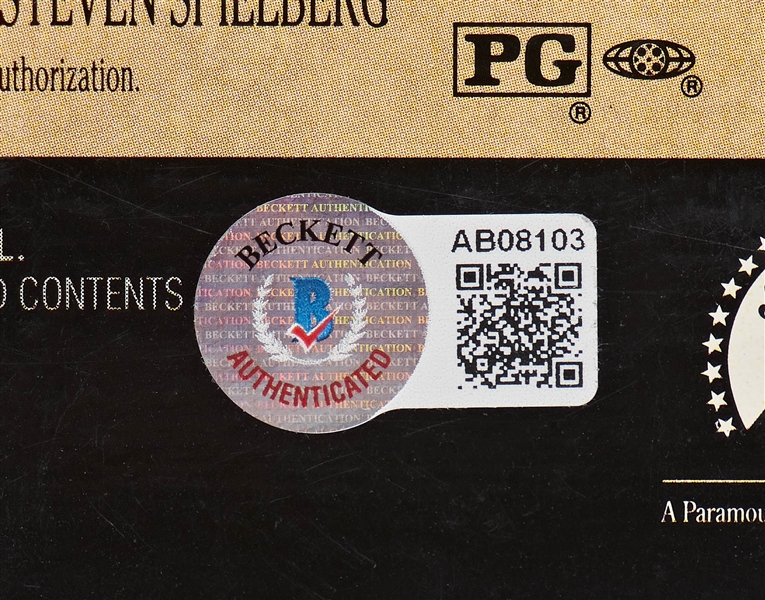 STEVEN SPIELBERG
uthorization.
PG
®
®
L.
CONTENTS
BECKETT
B
AUTHENTICATED
AB08103
A Paramou